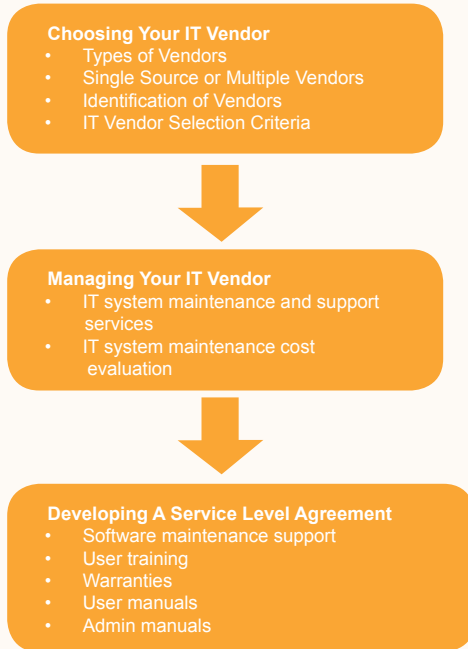 Choosing Your IT Vendor
• Types of Vendors
• Single Source or Multiple Vendors
• Identification of Vendors
• IT Vendor Selection Criteria
Managing Your IT Vendor
• IT system maintenance and support
services
• IT system maintenance cost
evaluation
Developing A Service Level Agreement
• Software maintenance support
• User training
• Warranties
• User manuals
• Admin manuals